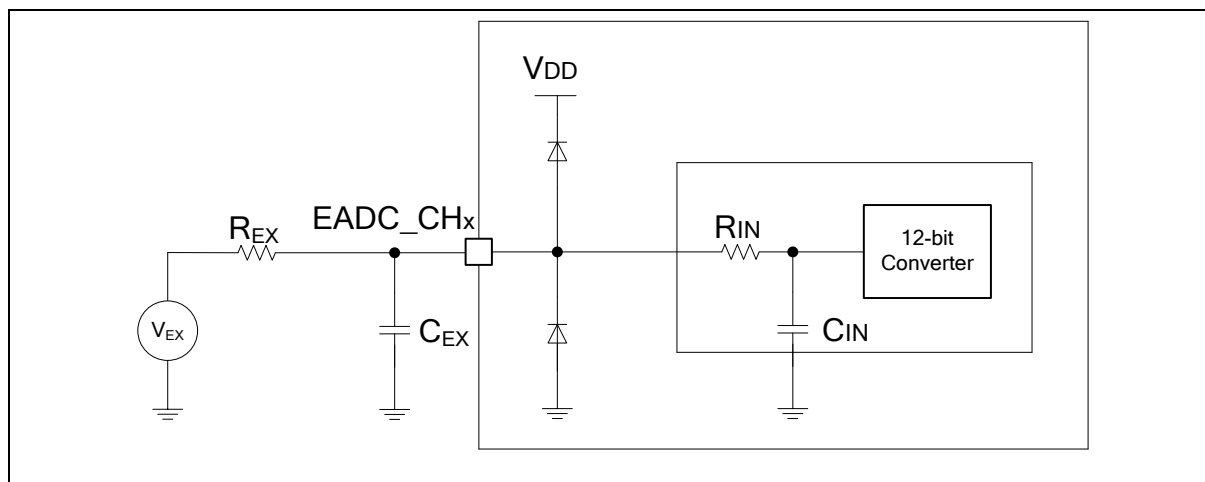 VDD
EADC_CHx
REX
RIN
12-bit
Converter
VEX
CEX
CIN